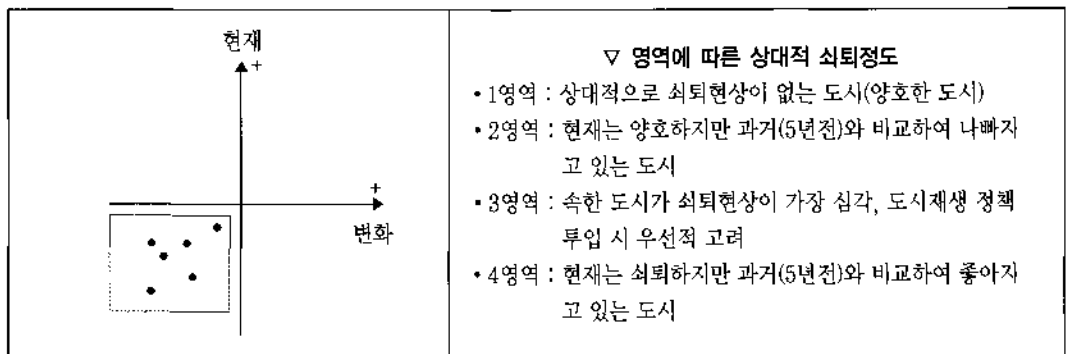 현재
+
+
변화
▽ 영역에 따른 상대적 쇠퇴정도
• 1영역 : 상대적으로 쇠퇴현상이 없는 도시(양호한 도시)
• 2영역 : 현재는 양호하지만 과거(5년전)와 비교하여 나빠지
고 있는 도시
• 3영역 : 속한 도시가 쇠퇴현상이 가장 심각, 도시재생 정책
투입 시 우선적 고려
• 4영역 : 현재는 쇠퇴하지만 과거(5년전)와 비교하여 좋아지
고 있는 도시